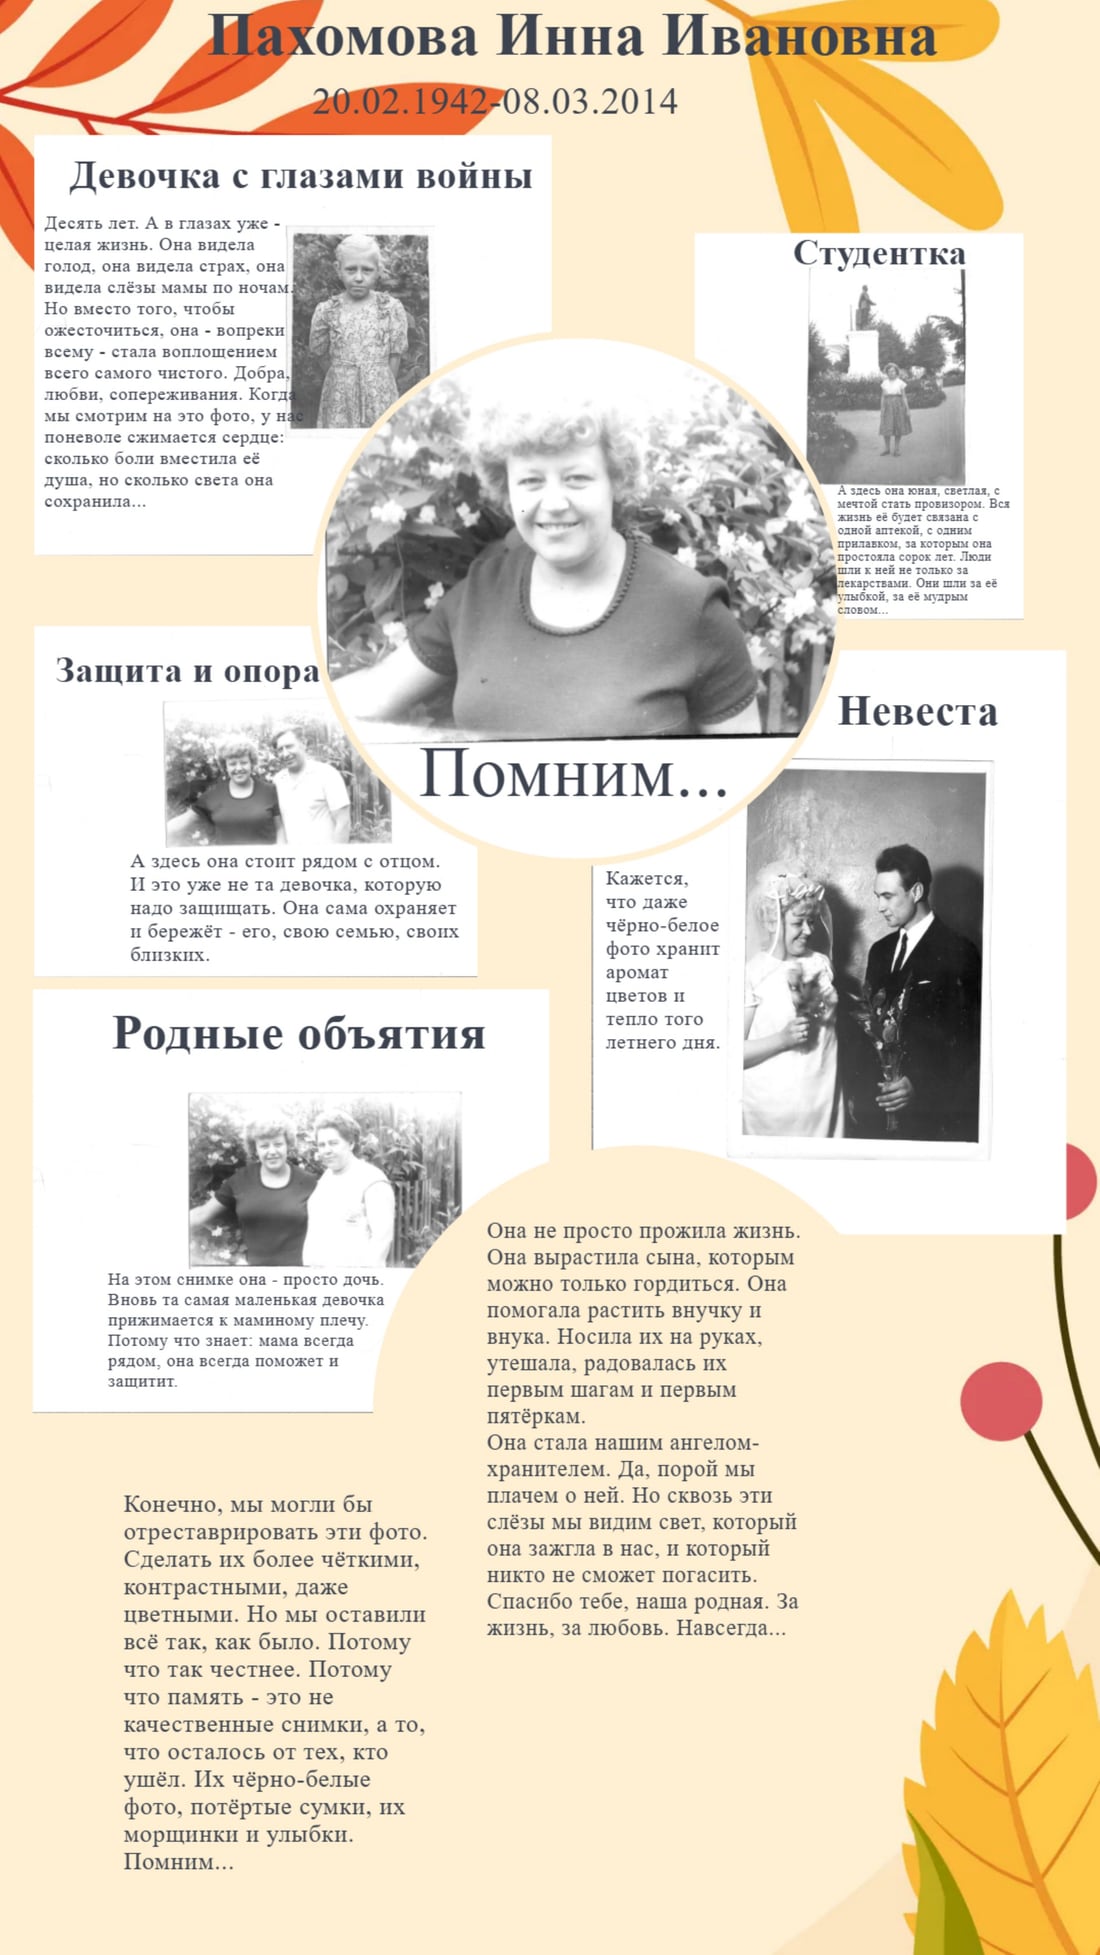 Пахомова Инна Ивановна
20.02.1942-08.03.2014
Девочка с глазами войны
Десять лет. А в глазах уже -
целая жизнь. Она видела
голод, она видела страх, она
видела слёзы мамы по ночам.
Но вместо того, чтобы
ожесточиться, она - вопреки
всему - стала воплощением
всего самого чистого. Добра,
любви, сопереживания. Когда
мы смотрим на это фото, у нас
поневоле сжимается сердце:
сколько боли вместила её
душа, но сколько света она
сохранила...
Студентка
А здесь она юная, светлая, с
мечтой стать провизором. Вся
жизнь её будет связана с
одной аптекой, с одним
прилавком, за которым она
простояла сорок лет. Люди
шли к ней не только за
лекарствами. Они шли за её
улыбкой, за её мудрым
словом...
Помним...
Защита и опора
А здесь она стоит рядом с отцом.
И это уже не та девочка, которую
надо защищать. Она сама охраняет
и бережёт - его, свою семью, своих
близких.
Невеста
Кажется,
что даже
чёрно-белое
фото хранит
аромат
цветов и
тепло того
летнего дня.
Родные объятия
На этом снимке она - просто дочь.
Вновь та самая маленькая девочка
прижимается к маминому плечу.
Потому что знает: мама всегда
рядом, она всегда поможет и
защитит.
Она не просто прожила жизнь.
Она вырастила сына, которым
можно только гордиться. Она
помогала растить внучку и
внука. Носила их на руках,
утешала, радовалась их
первым шагам и первым
пятёркам.
Она стала нашим ангелом-
хранителем. Да, порой мы
плачем о ней. Но сквозь эти
слёзы мы видим свет, который
она зажгла в нас, и который
никто не сможет погасить.
Спасибо тебе, наша родная. За
жизнь, за любовь. Навсегда...
Конечно, мы могли бы
отреставрировать эти фото.
Сделать их более чёткими,
контрастными, даже
цветными. Но мы оставили
всё так, как было. Потому
что так честнее. Потому
что память - это не
качественные снимки, а то,
что осталось от тех, кто
ушёл. Их чёрно-белые
фото, потёртые сумки, их
морщинки и улыбки.
Помним...